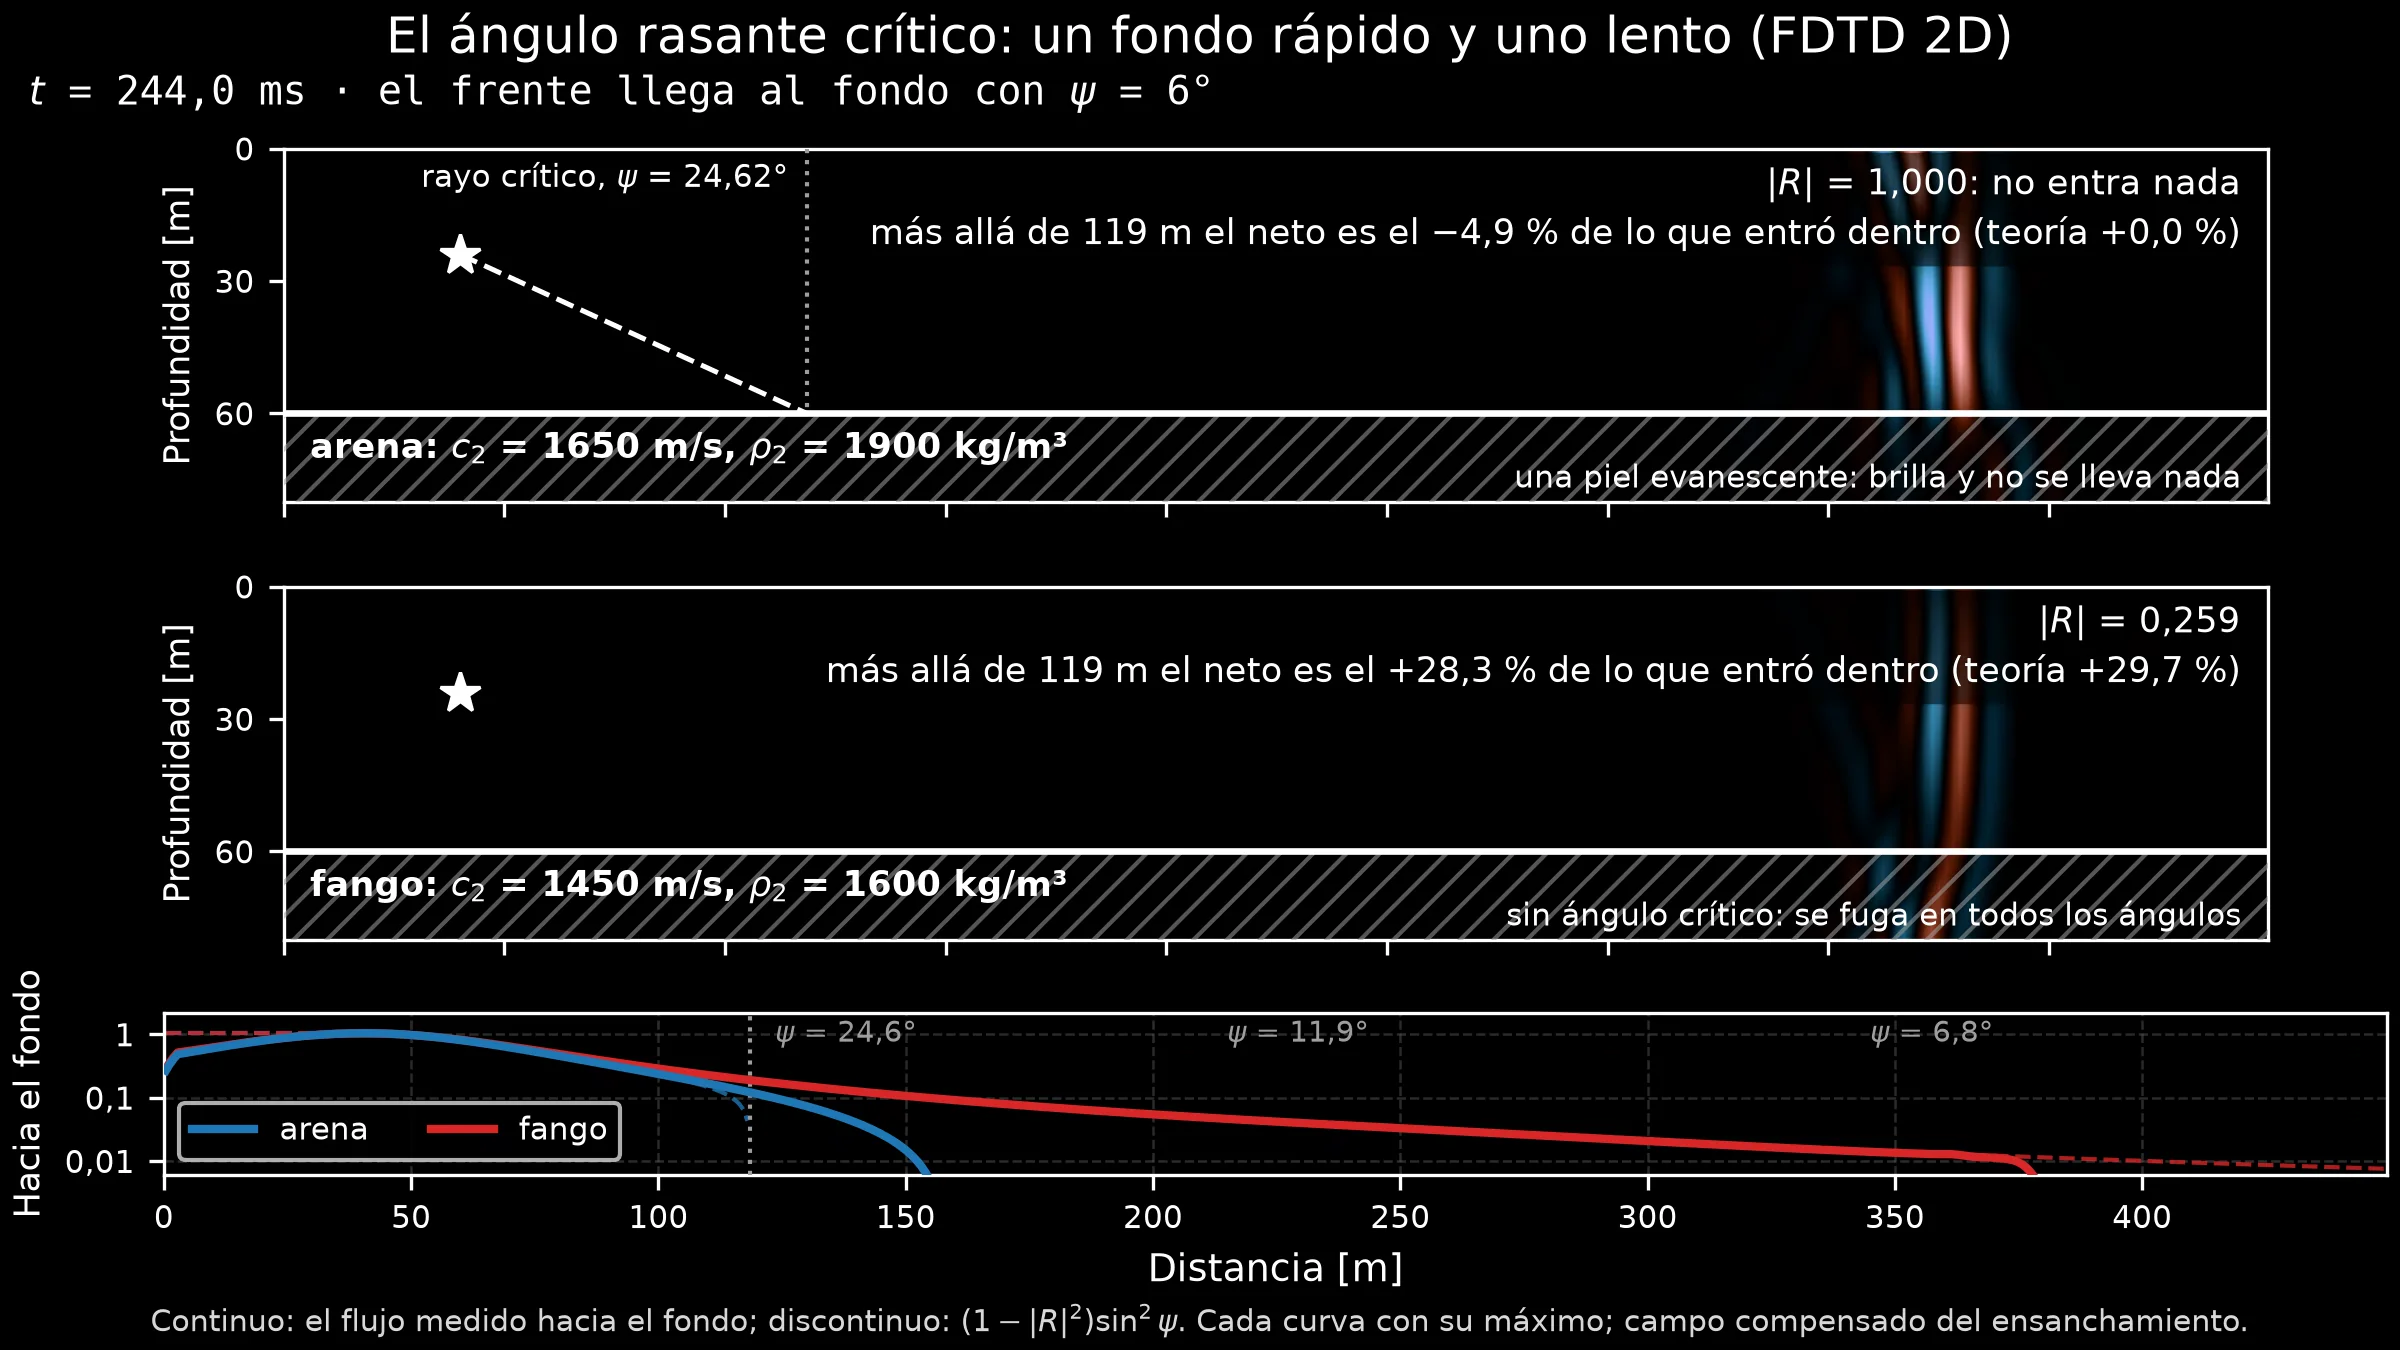 El ángulo rasante crítico: un fondo rápido y uno lento (FDTD 2D)
t = 244,0 ms · el frente llega al fondo con ψ = 6°
Profundidad [m]
0
30
60
rayo crítico, ψ = 24,62°
|R| = 1,000: no entra nada
más allá de 119 m el neto es el −4,9 % de lo que entró dentro (teoría +0,0 %)
arena: c₂ = 1650 m/s, ρ₂ = 1900 kg/m³
una piel evanescente: brilla y no se lleva nada
Profundidad [m]
0
30
60
|R| = 0,259
más allá de 119 m el neto es el +28,3 % de lo que entró dentro (teoría +29,7 %)
fango: c₂ = 1450 m/s, ρ₂ = 1600 kg/m³
sin ángulo crítico: se fuga en todos los ángulos
Hacia el fondo
1
0,1
0,01
ψ = 24,6°
ψ = 11,9°
ψ = 6,8°
arena
fango
0 50 100 150 200 250 300 350 400
Distancia [m]
Continuo: el flujo medido hacia el fondo; discontinuo: (1 − |R|²)sin² ψ. Cada curva con su máximo; campo compensado del ensanchamiento.